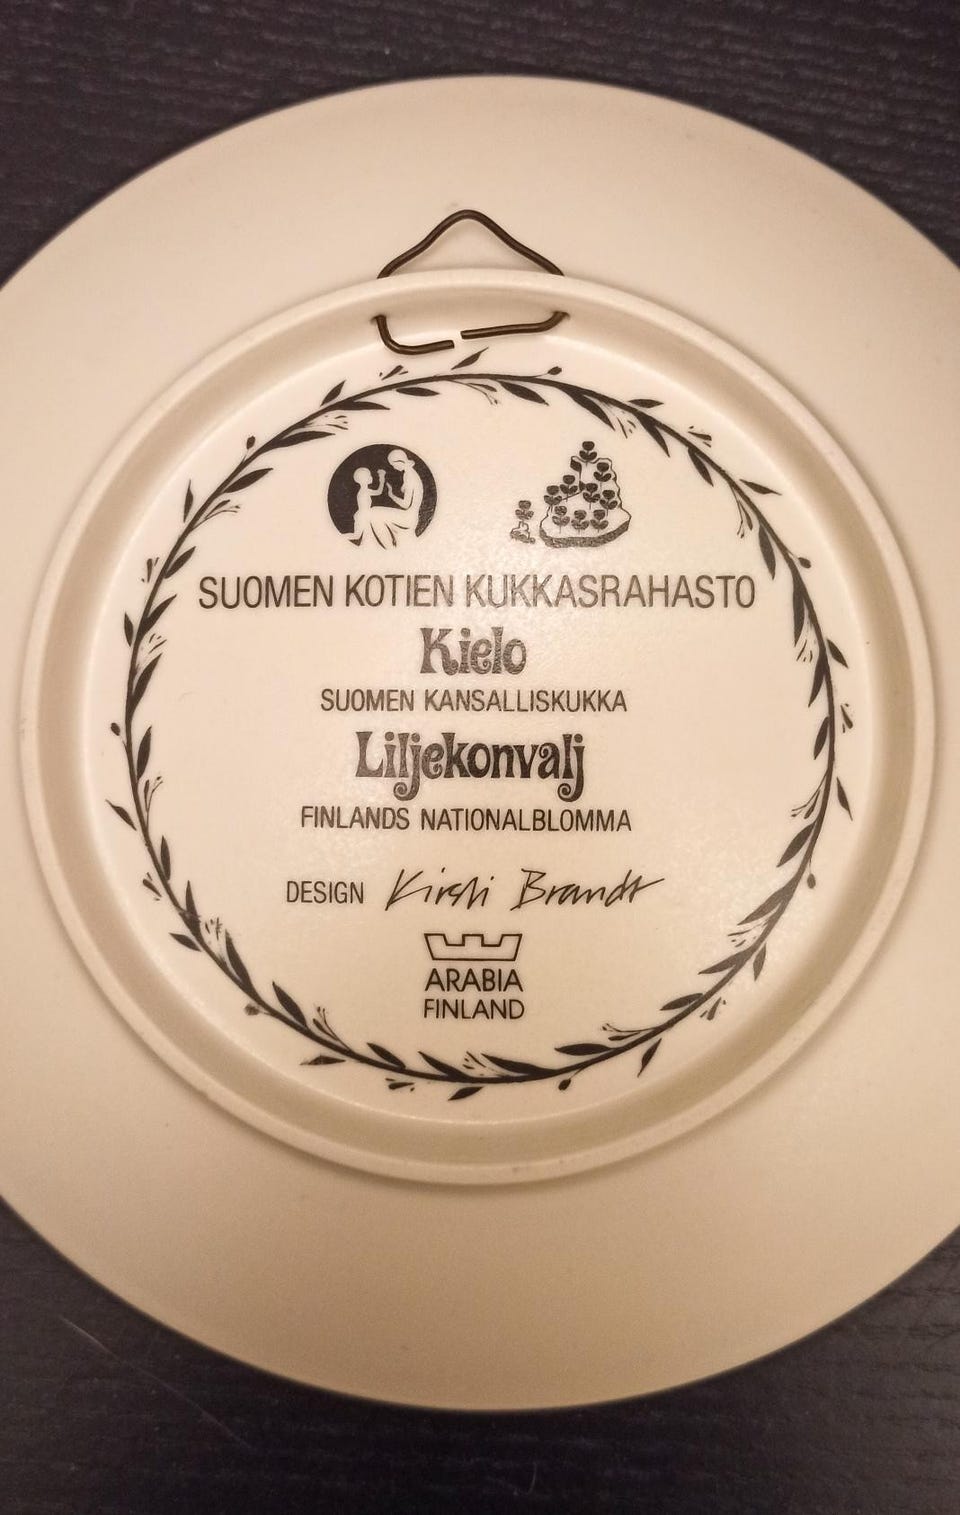 SUOMEN KOTIEN KUKKASRAHASTO
Kielo
SUOMEN KANSALLISKUKKA
Liljekonvalj
FINLANDS NATIONALBLOMMA
DESIGN Kirsti Brandt
ARABIA
FINLAND